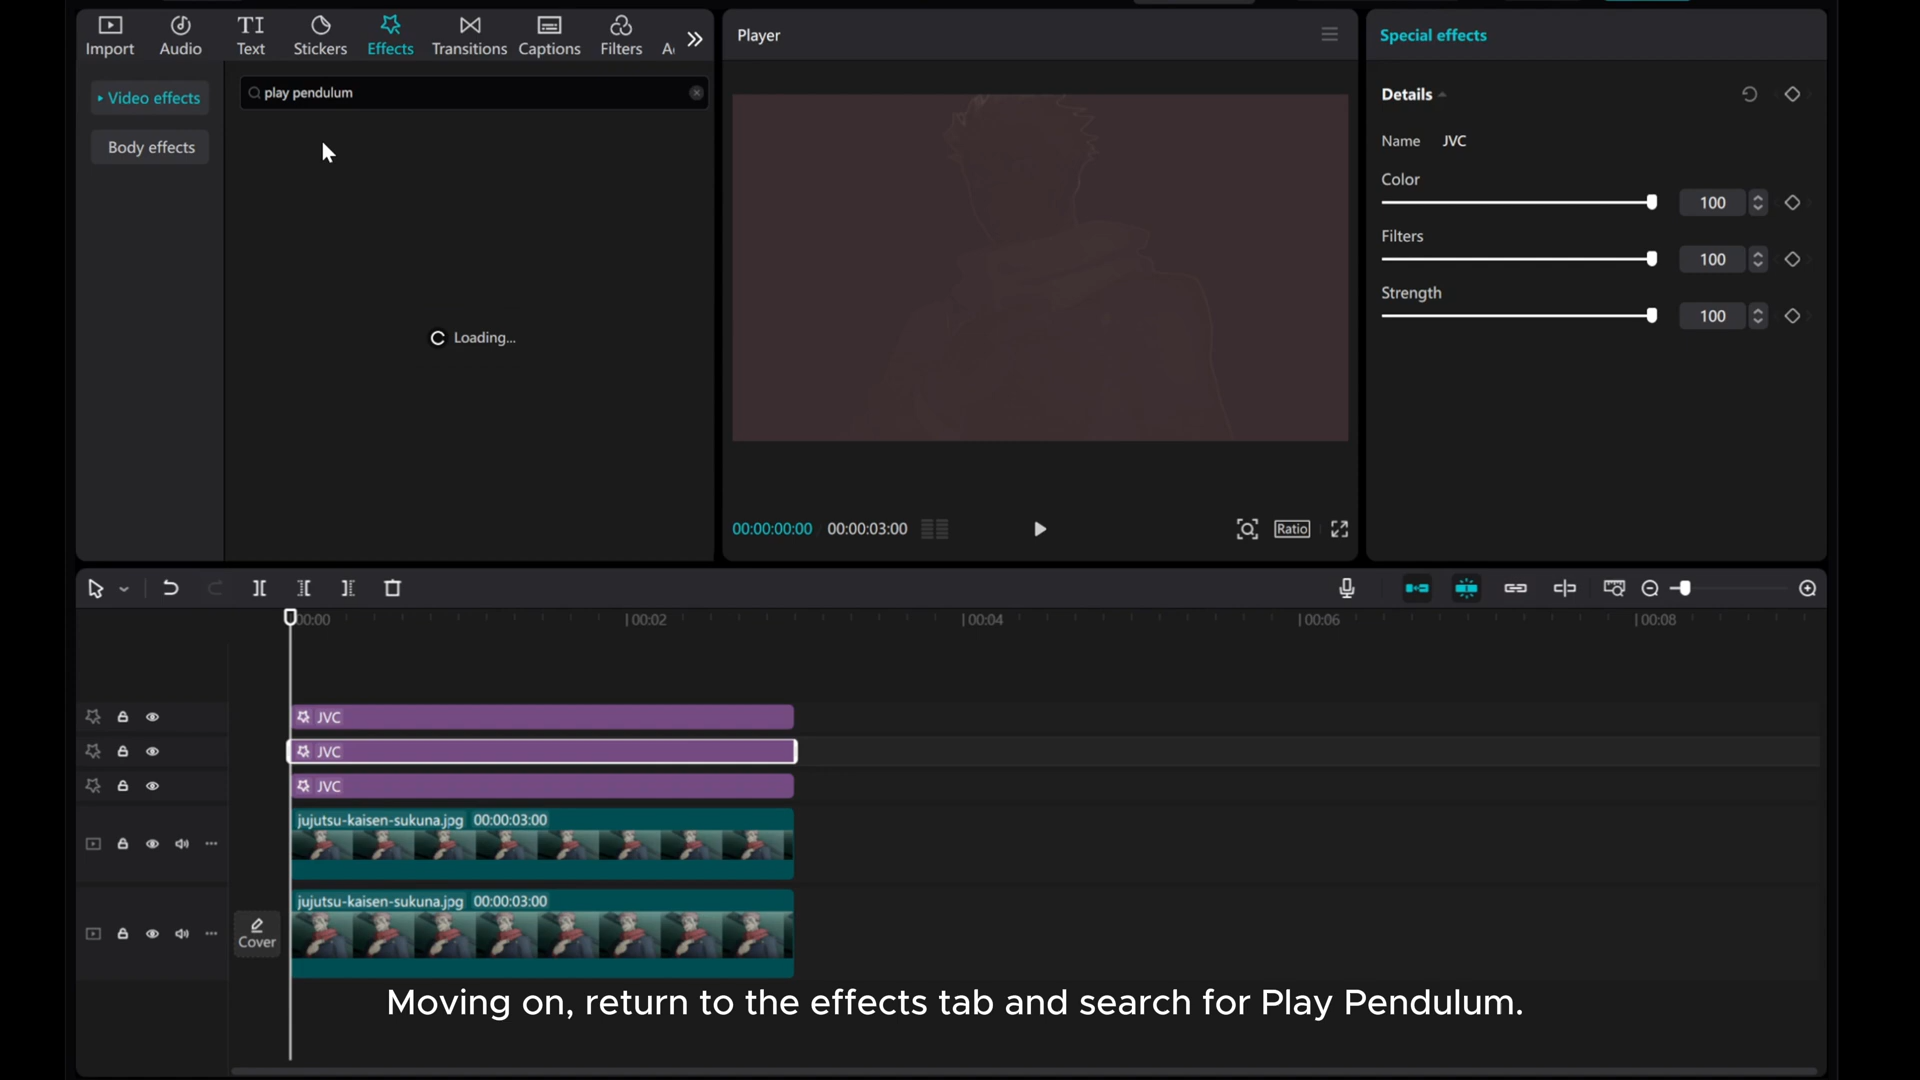 Import Audio Text Stickers Effects Transitions Captions Filters
Player
Special effects
Video effects
play pendulum
Body effects
Loading...
Details
Name JVC
Color
100
Filters
100
Strength
100
00:00:00:00 00:00:03:00
Ratio
00:00 00:02 00:04 00:06 00:08
JVC
JVC
JVC
jujutsu-kaisen-sukuna.jpg 00:00:03:00
jujutsu-kaisen-sukuna.jpg 00:00:03:00
Cover
Moving on, return to the effects tab and search for Play Pendulum.